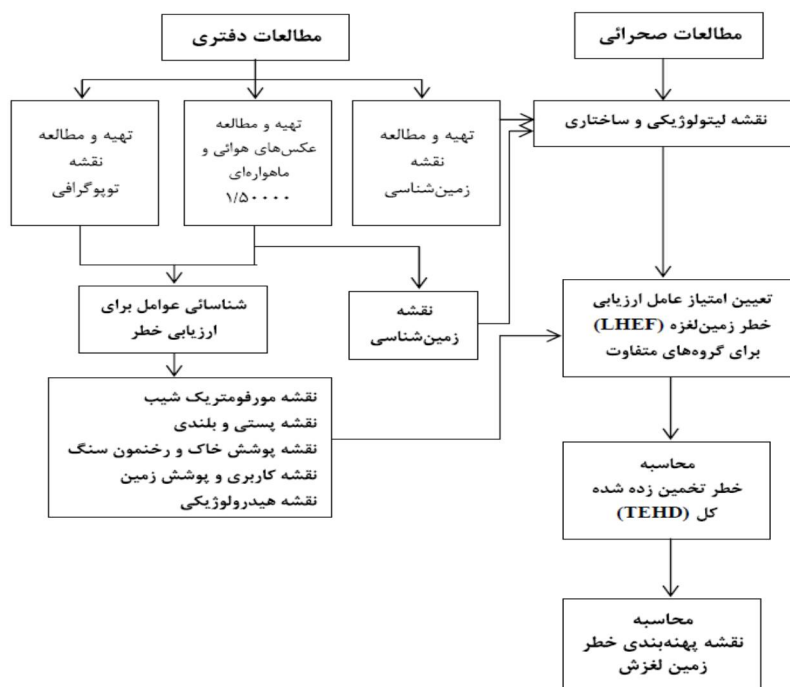 مطالعات صحرائی
مطالعات دفتری
نقشه لیتولوژیکی و ساختاری
تهیه و مطالعه
نقشه
زمین‌شناسی
تهیه و مطالعه
عکس‌های هوائی و
ماهواره‌ای
۱/۵۰۰۰۰
تهیه و مطالعه
نقشه
توپوگرافی
تعیین امتیاز عامل ارزیابی
خطر زمین‌لغزه (LHEF)
برای گروه‌های متفاوت
نقشه
زمین‌شناسی
شناسائی عوامل برای
ارزیابی خطر
نقشه مورفومتریک شیب
نقشه پستی و بلندی
نقشه پوشش خاک و رخنمون سنگ
نقشه کاربری و پوشش زمین
نقشه هیدرولوژیکی
محاسبه
خطر تخمین زده شده
کل (TEHD)
محاسبه
نقشه پهنه‌بندی خطر
زمین لغزش